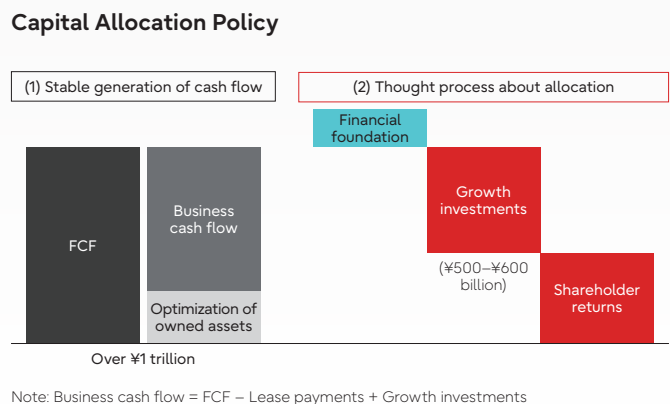 Capital Allocation Policy
(1) Stable generation of cash flow
(2) Thought process about allocation
Financial
foundation
FCF
Business
cash flow
Optimization of
owned assets
Growth
investments
(¥500–¥600
billion)
Shareholder
returns
Over ¥1 trillion
Note: Business cash flow = FCF – Lease payments + Growth investments